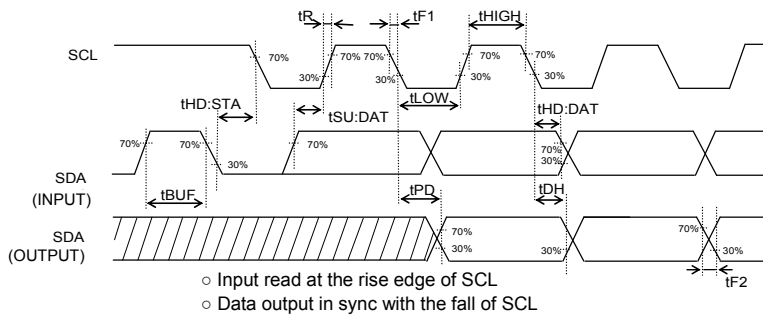 tR tF1 tHIGH
SCL 70% 70% 70% 70% 70%
30% 30% 30% 30%
tHD:STA tLOW
tSU:DAT tHD:DAT
70% 70% 70% 70%
30% 30%
SDA
(INPUT)
tBUF tPD tDH
SDA
(OUTPUT)
70% 70%
30% 30% 30%
tF2
○ Input read at the rise edge of SCL
○ Data output in sync with the fall of SCL